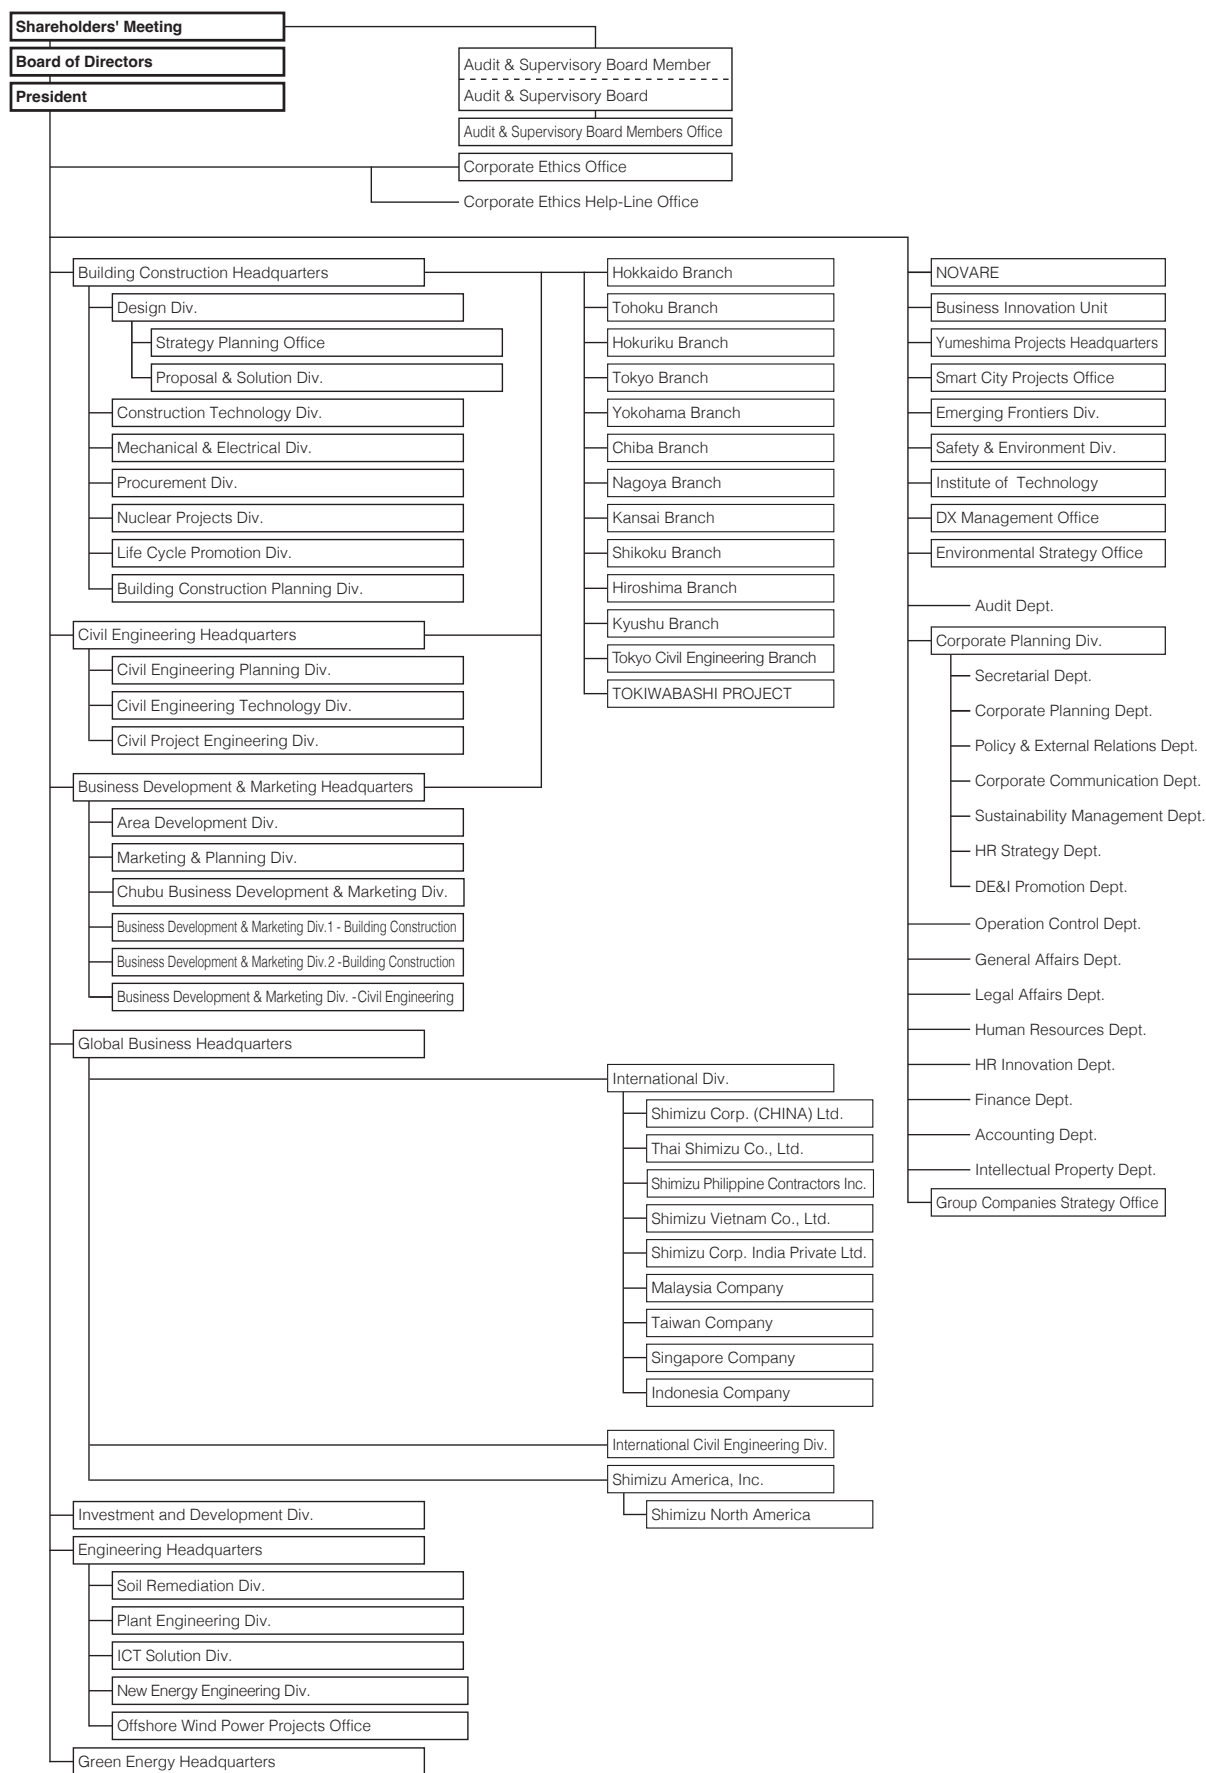 Shareholders' Meeting
Board of Directors
President
Audit & Supervisory Board Member
Audit & Supervisory Board
Audit & Supervisory Board Members Office
Corporate Ethics Office
Corporate Ethics Help-Line Office
Building Construction Headquarters
Design Div.
Strategy Planning Office
Proposal & Solution Div.
Construction Technology Div.
Mechanical & Electrical Div.
Procurement Div.
Nuclear Projects Div.
Life Cycle Promotion Div.
Building Construction Planning Div.
Civil Engineering Headquarters
Civil Engineering Planning Div.
Civil Engineering Technology Div.
Civil Project Engineering Div.
Business Development & Marketing Headquarters
Area Development Div.
Marketing & Planning Div.
Chubu Business Development & Marketing Div.
Business Development & Marketing Div.1 - Building Construction
Business Development & Marketing Div.2 -Building Construction
Business Development & Marketing Div. -Civil Engineering
Hokkaido Branch
Tohoku Branch
Hokuriku Branch
Tokyo Branch
Yokohama Branch
Chiba Branch
Nagoya Branch
Kansai Branch
Shikoku Branch
Hiroshima Branch
Kyushu Branch
Tokyo Civil Engineering Branch
TOKIWABASHI PROJECT
Global Business Headquarters
International Div.
Shimizu Corp. (CHINA) Ltd.
Thai Shimizu Co., Ltd.
Shimizu Philippine Contractors Inc.
Shimizu Vietnam Co., Ltd.
Shimizu Corp. India Private Ltd.
Malaysia Company
Taiwan Company
Singapore Company
Indonesia Company
International Civil Engineering Div.
Shimizu America, Inc.
Shimizu North America
Investment and Development Div.
Engineering Headquarters
Soil Remediation Div.
Plant Engineering Div.
ICT Solution Div.
New Energy Engineering Div.
Offshore Wind Power Projects Office
Green Energy Headquarters
NOVARE
Business Innovation Unit
Yumeshima Projects Headquarters
Smart City Projects Office
Emerging Frontiers Div.
Safety & Environment Div.
Institute of Technology
DX Management Office
Environmental Strategy Office
Audit Dept.
Corporate Planning Div.
Secretarial Dept.
Corporate Planning Dept.
Policy & External Relations Dept.
Corporate Communication Dept.
Sustainability Management Dept.
HR Strategy Dept.
DE&I Promotion Dept.
Operation Control Dept.
General Affairs Dept.
Legal Affairs Dept.
Human Resources Dept.
HR Innovation Dept.
Finance Dept.
Accounting Dept.
Intellectual Property Dept.
Group Companies Strategy Office